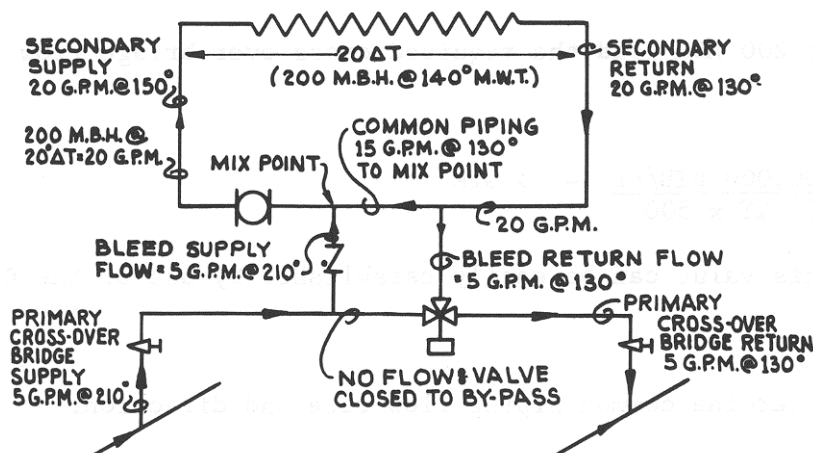 SECONDARY
SUPPLY
20 G.P.M.@150°
20 ΔT
(200 M.B.H.@140° M.W.T.)
SECONDARY
RETURN
20 G.P.M.@130°
200 M.B.H.@
20°ΔT=20 G.P.M.
MIX POINT
COMMON PIPING
15 G.P.M.@130°
TO MIX POINT
20 G.P.M.
BLEED SUPPLY
FLOW=5 G.P.M.@210°
BLEED RETURN FLOW
=5 G.P.M.@130°
PRIMARY
CROSS-OVER
BRIDGE
SUPPLY
5 G.P.M.@210°
NO FLOW & VALVE
CLOSED TO BY-PASS
PRIMARY
CROSS-OVER
BRIDGE RETURN
5 G.P.M.@130°